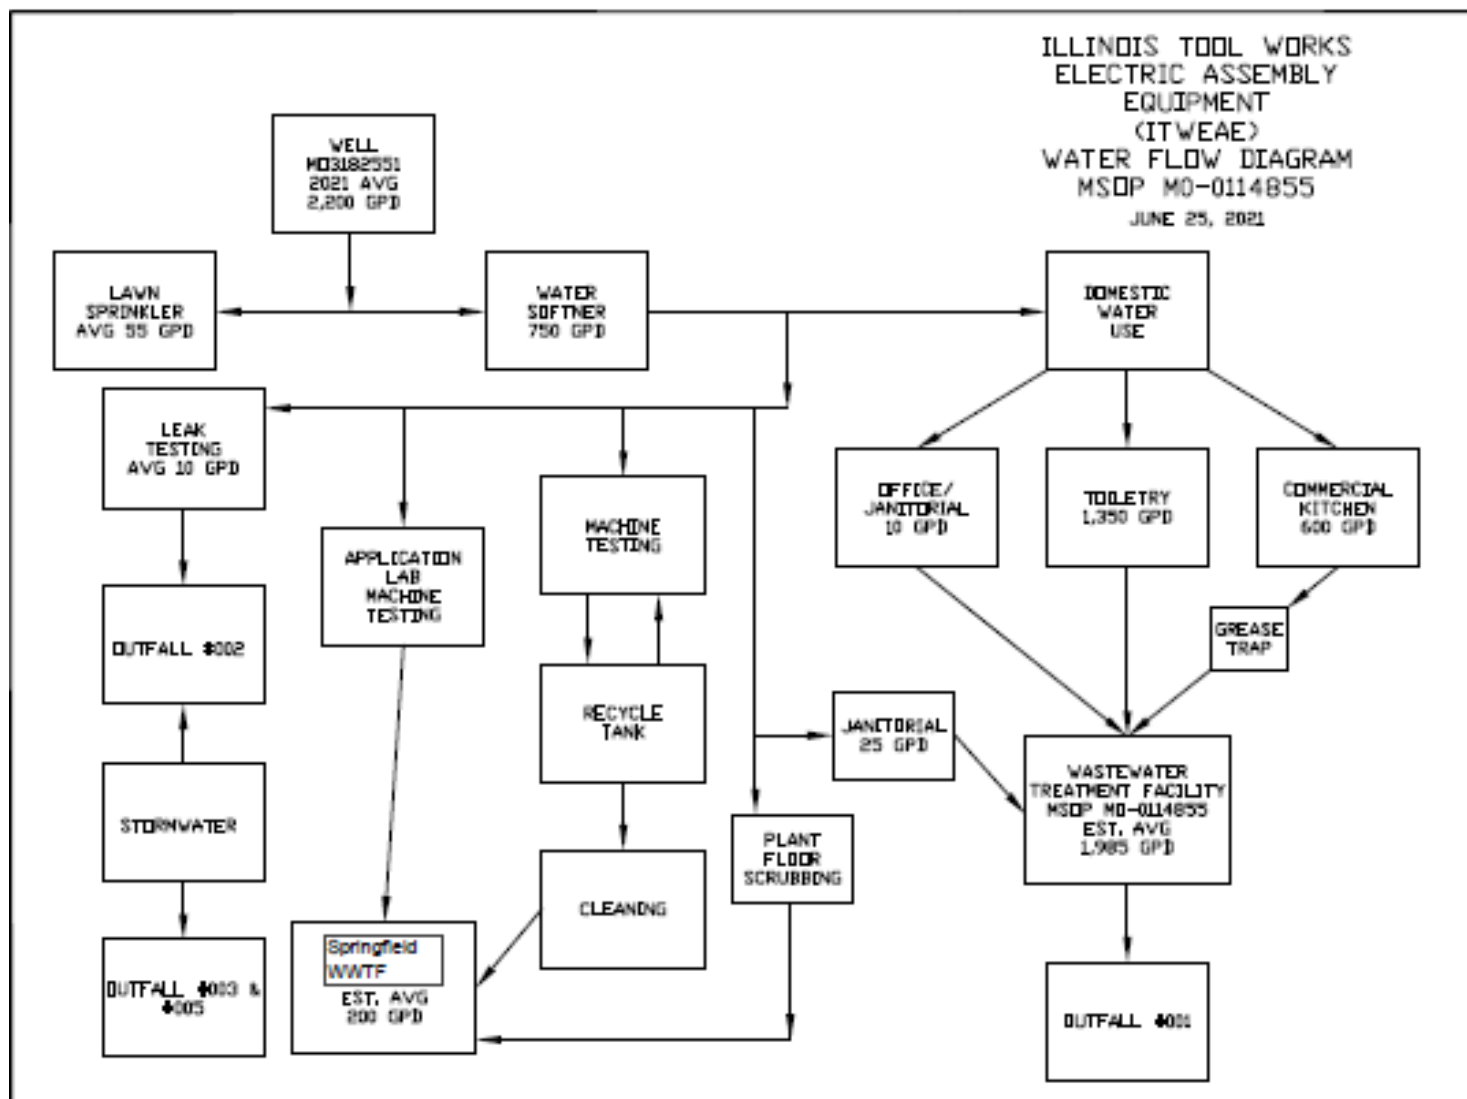 ILLINOIS TOOL WORKS
ELECTRIC ASSEMBLY
EQUIPMENT
(ITWEAE)
WATER FLOW DIAGRAM
MSOP MO-0114855
JUNE 25, 2021
WELL
MO3182551
2021 AVG
2,200 GPD
LAWN
SPRINKLER
AVG 55 GPD
WATER
SOFTNER
750 GPD
DOMESTIC
WATER
USE
LEAK
TESTING
AVG 10 GPD
APPLICATION
LAB
MACHINE
TESTING
MACHINE
TESTING
OFFICE/
JANITORIAL
10 GPD
TOILETRY
1,350 GPD
COMMERCIAL
KITCHEN
600 GPD
GREASE
TRAP
OUTFALL #002
RECYCLE
TANK
JANITORIAL
25 GPD
WASTEWATER
TREATMENT FACILITY
MSOP MO-0114855
EST. AVG
1,985 GPD
STORMWATER
PLANT
FLOOR
SCRUBBING
CLEANING
Springfield
WWTF
EST. AVG
200 GPD
OUTFALL #003 &
#005
OUTFALL #001